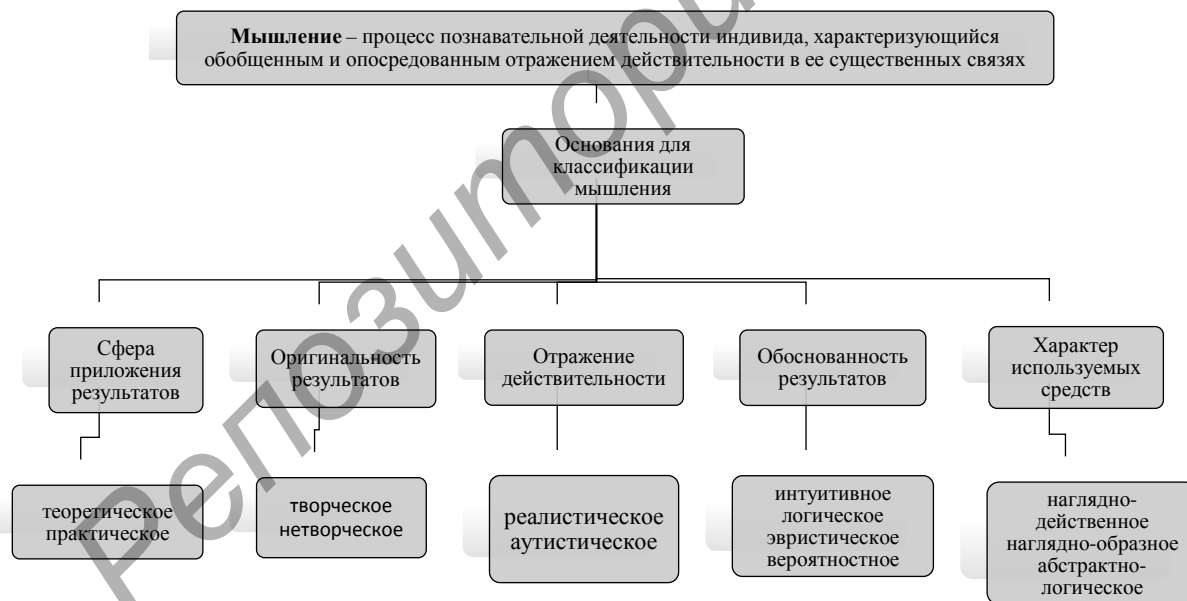 Мышление – процесс познавательной деятельности индивида, характеризующийся
обобщенным и опосредованным отражением действительности в ее существенных связях
Основания для
классификации
мышления
Сфера
приложения
результатов
Оригинальность
результатов
Отражение
действительности
Обоснованность
результатов
Характер
используемых
средств
теоретическое
практическое
творческое
нетворческое
реалистическое
аутистическое
интуитивное
логическое
эвристическое
вероятностное
наглядно-
действенное
наглядно-образное
абстрактно-
логическое